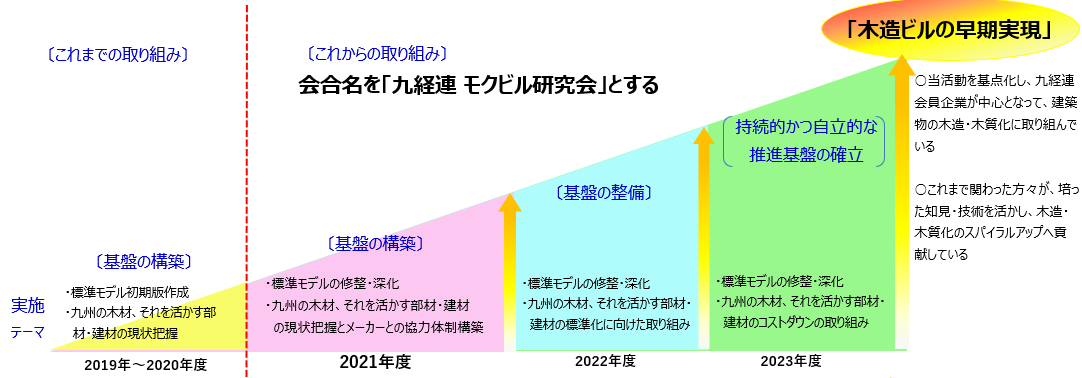 「木造ビルの早期実現」
〔これまでの取り組み〕
〔これからの取り組み〕
会合名を「九経連 モクビル研究会」とする
○当活動を基点化し、九経連
会員企業が中心となって、建築
物の木造・木質化に取り組んで
いる
○これまで関わった方々が、培っ
た知見・技術を活かし、木造・
木質化のスパイラルアップへ貢
献している
持続的かつ自立的な
推進基盤の確立
〔基盤の整備〕
〔基盤の構築〕
〔基盤の構築〕
実施
テーマ
・標準モデル初期版作成
・九州の木材、それを活かす部
材・建材の現状把握
・標準モデルの修整・深化
・九州の木材、それを活かす部材・建材
の現状把握とメーカーとの協力体制構築
・標準モデルの修整・深化
・九州の木材、それを活かす部材・
建材の標準化に向けた取り組み
・標準モデルの修整・深化
・九州の木材、それを活かす部材・
建材のコストダウンの取り組み
2019年～2020年度
2021年度
2022年度
2023年度